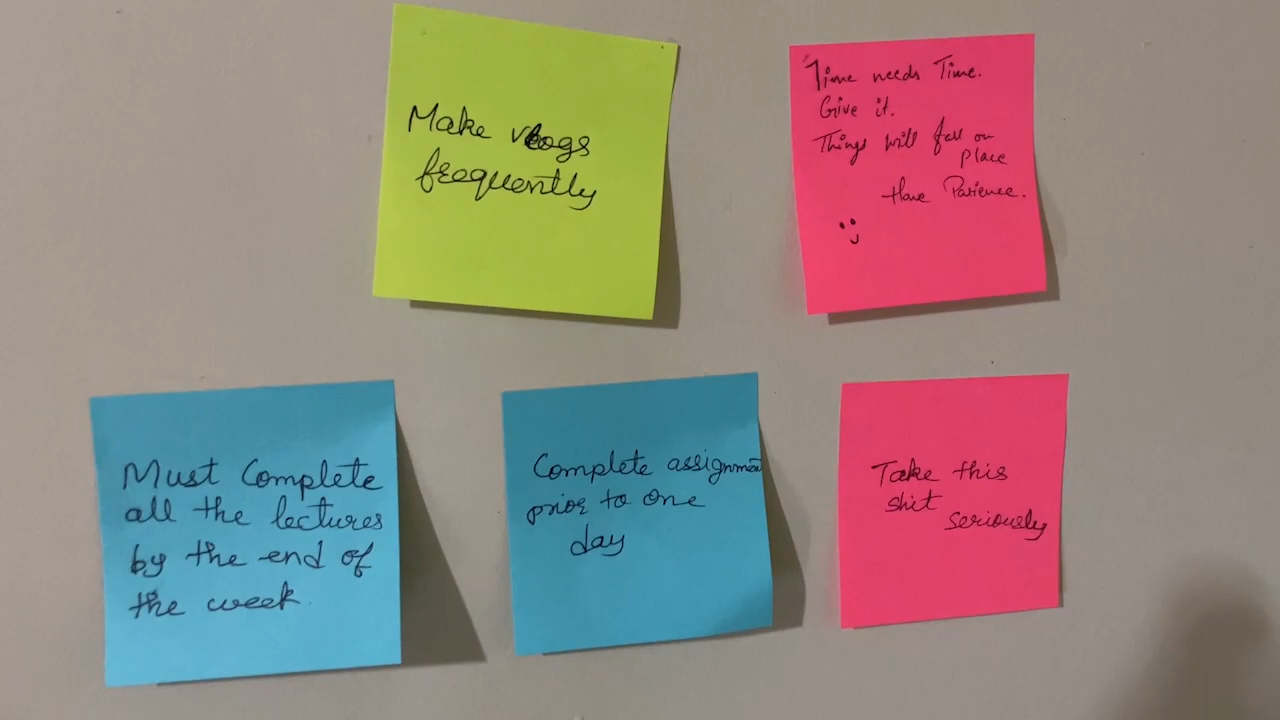 Make vlogs
frequently
Time needs Time.
Give it.
Things will fall on
Place
Have Patience.
Must Complete
all the lectures
by the end of
the week.
Complete assignment
prior to one
day
Take this
shit
seriously